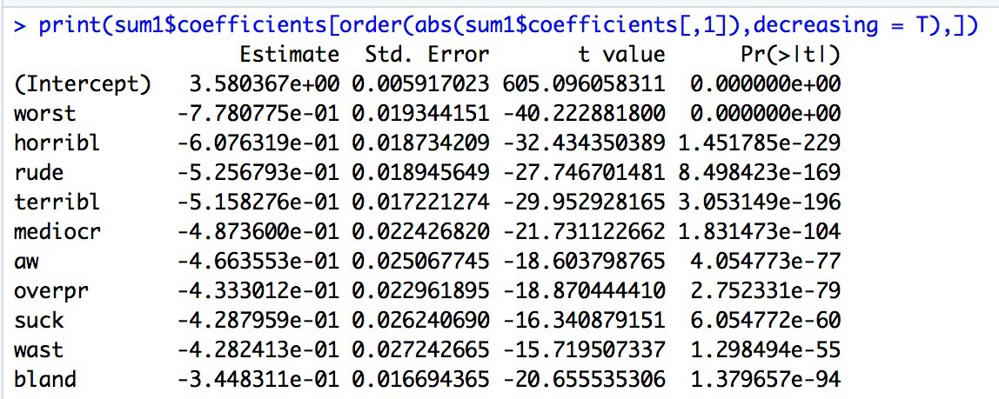 > print(sum1$coefficients[order(abs(sum1$coefficients[,1]),decreasing = T),])
Estimate Std. Error t value Pr(>|t|)
(Intercept) 3.580367e+00 0.005917023 605.096058311 0.000000e+00
worst -7.780775e-01 0.019344151 -40.222881800 0.000000e+00
horribl -6.076319e-01 0.018734209 -32.434350389 1.451785e-229
rude -5.256793e-01 0.018945649 -27.746701481 8.498423e-169
terribl -5.158276e-01 0.017221274 -29.952928165 3.053149e-196
mediocr -4.873600e-01 0.022426820 -21.731122662 1.831473e-104
aw -4.663553e-01 0.025067745 -18.603798765 4.054773e-77
overpr -4.333012e-01 0.022961895 -18.870444410 2.752331e-79
suck -4.287959e-01 0.026240690 -16.340879151 6.054772e-60
wast -4.282413e-01 0.027242665 -15.719507337 1.298494e-55
bland -3.448311e-01 0.016694365 -20.655535306 1.379657e-94